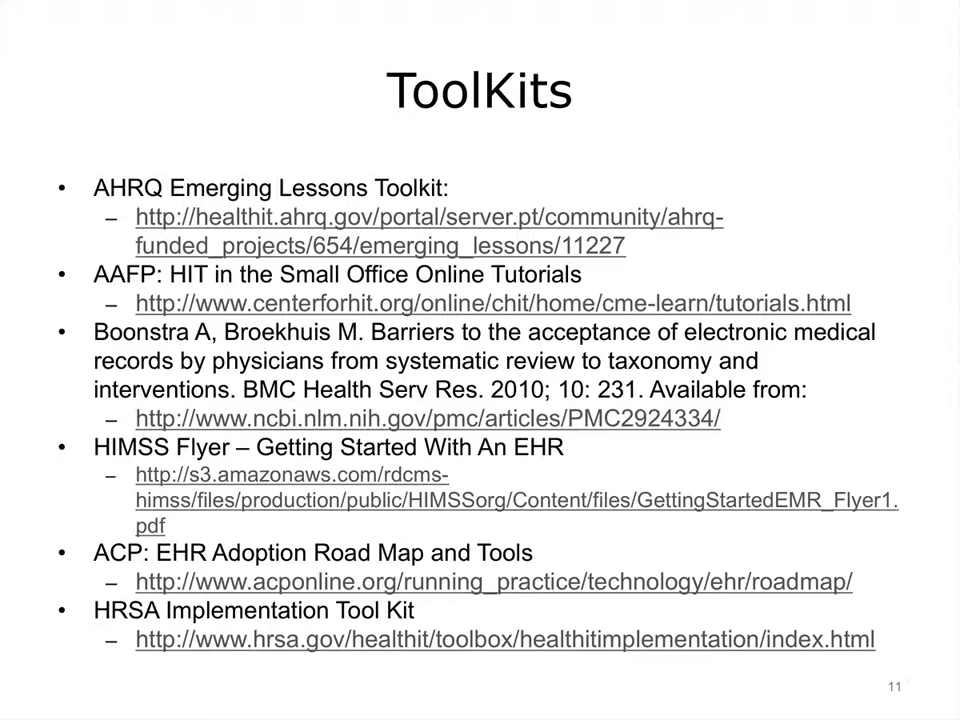 ToolKits
• AHRQ Emerging Lessons Toolkit:
– http://healthit.ahrq.gov/portal/server.pt/community/ahrq-
funded_projects/654/emerging_lessons/11227
• AAFP: HIT in the Small Office Online Tutorials
– http://www.centerforhit.org/online/chit/home/cme-learn/tutorials.html
• Boonstra A, Broekhuis M. Barriers to the acceptance of electronic medical
records by physicians from systematic review to taxonomy and
interventions. BMC Health Serv Res. 2010; 10: 231. Available from:
– http://www.ncbi.nlm.nih.gov/pmc/articles/PMC2924334/
• HIMSS Flyer – Getting Started With An EHR
– http://s3.amazonaws.com/rdcms-
himss/files/production/public/HIMSSorg/Content/files/GettingStartedEMR_Flyer1.
pdf
• ACP: EHR Adoption Road Map and Tools
– http://www.acponline.org/running_practice/technology/ehr/roadmap/
• HRSA Implementation Tool Kit
– http://www.hrsa.gov/healthit/toolbox/healthitimplementation/index.html
11